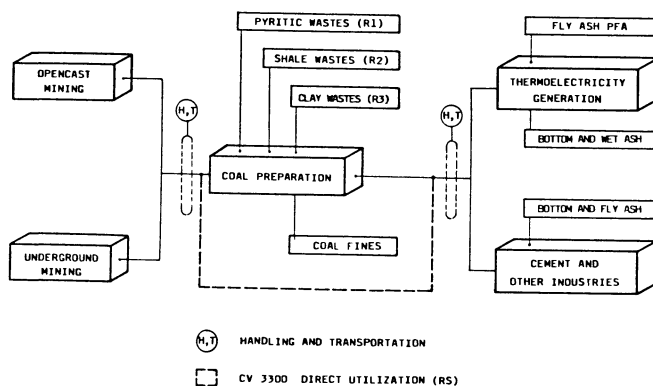 PYRITIC WASTES (R1)
FLY ASH PFA
OPENCAST
MINING
SHALE WASTES (R2)
THERMOELECTRICITY
GENERATION
H,T
CLAY WASTES (R3)
H,T
BOTTOM AND WET ASH
COAL PREPARATION
BOTTOM AND FLY ASH
UNDERGROUND
MINING
COAL FINES
CEMENT AND
OTHER INDUSTRIES
H,T HANDLING AND TRANSPORTATION
CV 3300 DIRECT UTILIZATION (RS)